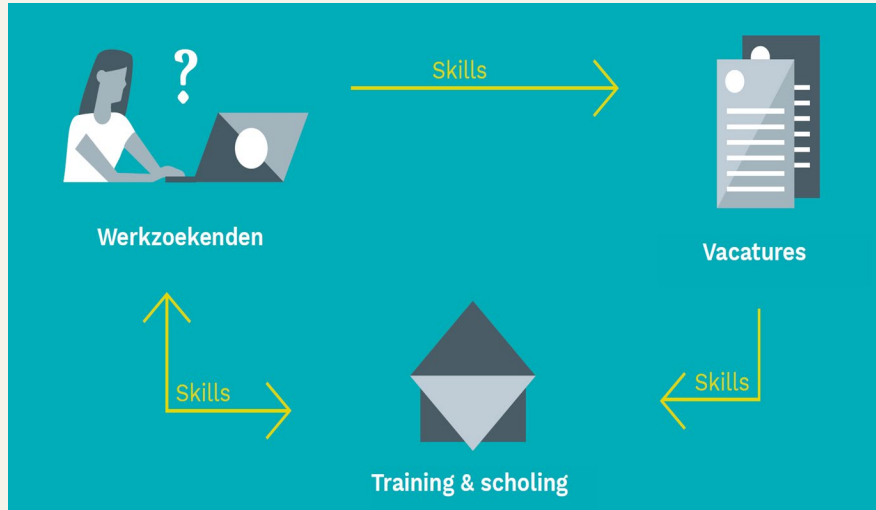 ?
Skills
Werkzoekenden
Vacatures
Skills
Skills
Training & scholing